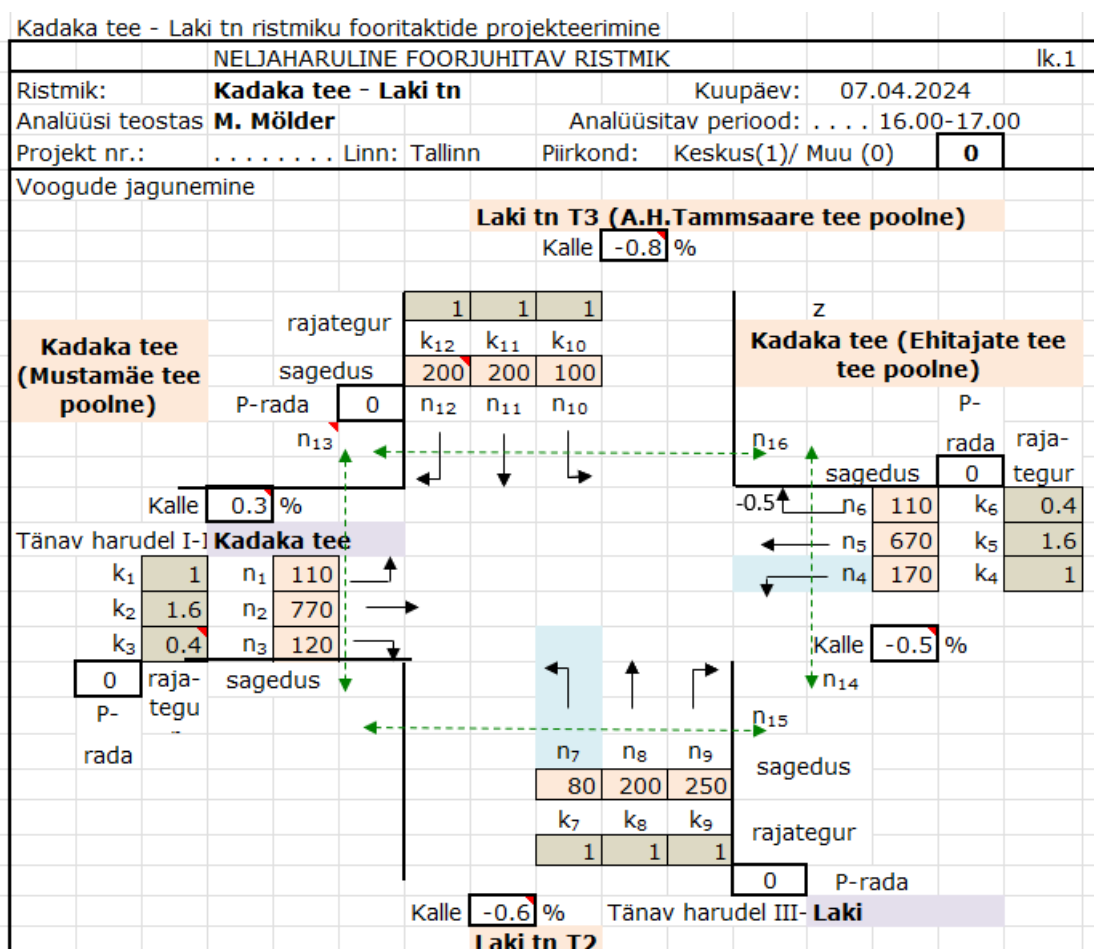 Kadaka tee - Laki tn ristmiku fooritaktide projekteerimine
NELJAHARULINE FOORJUHITAV RISTMIK lk.1
Ristmik: Kadaka tee - Laki tn Kuupäev: 07.04.2024
Analüüsi teostas M. Mölder Analüüsitav periood: . . . . 16.00-17.00
Projekt nr.: . . . . . . . . Linn: Tallinn Piirkond: Keskus(1)/ Muu (0) 0
Voogude jagunemine
Laki tn T3 (A.H.Tammsaare tee poolne)
Kalle -0.8 %
rajategur 1 1 1 z
k₁₂ k₁₁ k₁₀
Kadaka tee (Mustamäe tee poolne)
Kadaka tee (Ehitajate tee tee poolne)
sagedus 200 200 100
P-rada 0 n₁₂ n₁₁ n₁₀ P-
n₁₃ n₁₆ rada raja-
sagedus 0 tegur
Kalle 0.3 % -0.5 n₆ 110 k₆ 0.4
Tänav harudel I-I Kadaka tee n₅ 670 k₅ 1.6
k₁ 1 n₁ 110 n₄ 170 k₄ 1
k₂ 1.6 n₂ 770
k₃ 0.4 n₃ 120 Kalle -0.5 %
0 raja- sagedus n₁₄
P- tegu n₁₅
rada n₇ n₈ n₉ sagedus
80 200 250
k₇ k₈ k₉ rajategur
1 1 1
0 P-rada
Kalle -0.6 % Tänav harudel III- Laki
Laki tn T2